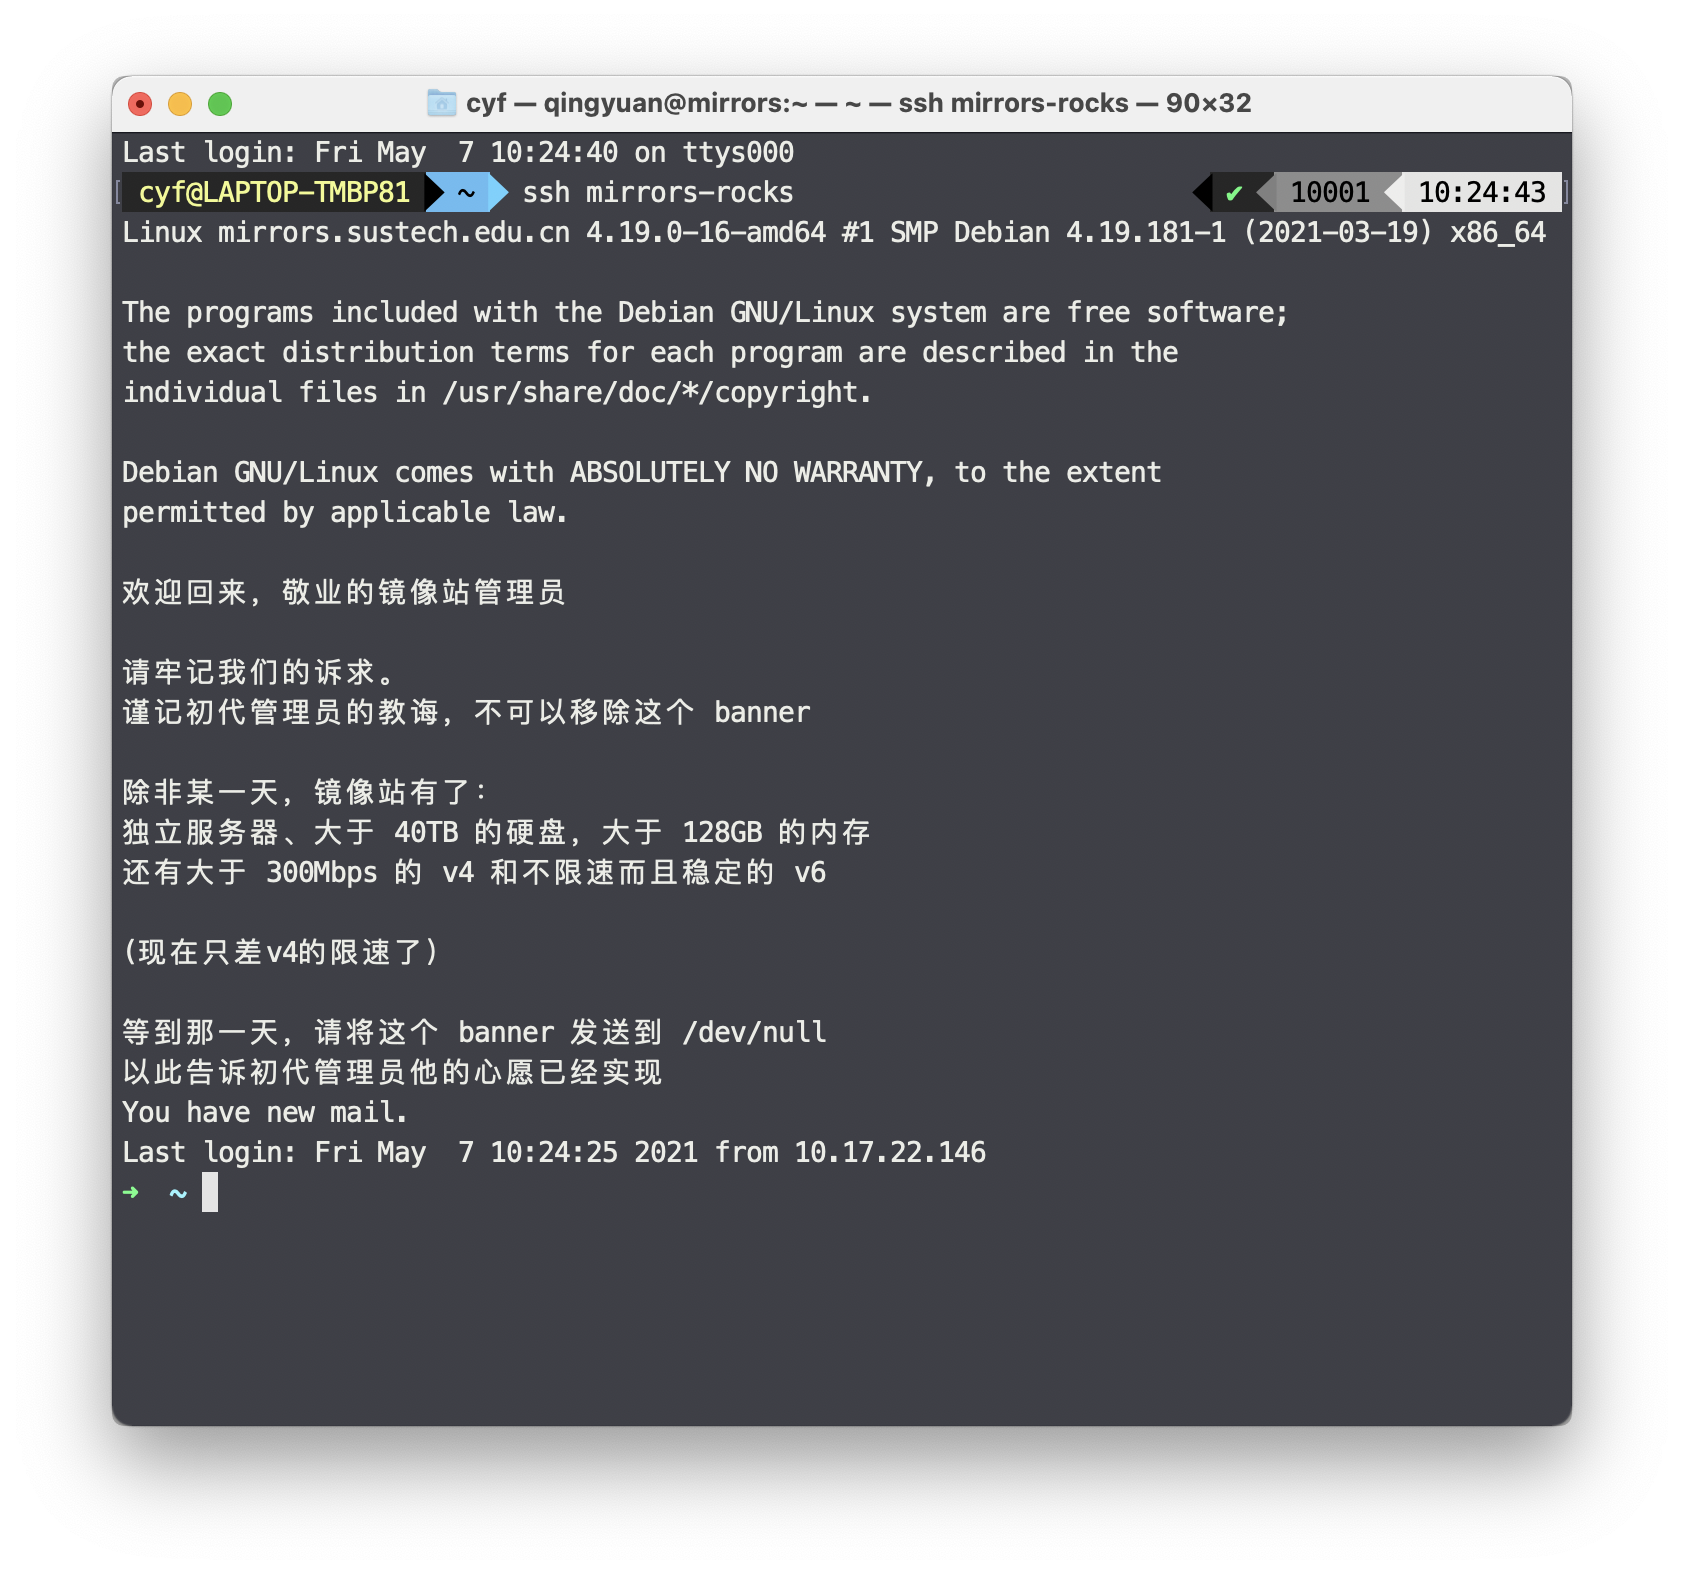 cyf — qingyuan@mirrors:~ — ~ — ssh mirrors-rocks — 90×32
Last login: Fri May  7 10:24:40 on ttys000
cyf@LAPTOP-TMBP81 ~ ssh mirrors-rocks ✔ 10001 10:24:43
Linux mirrors.sustech.edu.cn 4.19.0-16-amd64 #1 SMP Debian 4.19.181-1 (2021-03-19) x86_64
The programs included with the Debian GNU/Linux system are free software;
the exact distribution terms for each program are described in the
individual files in /usr/share/doc/*/copyright.
Debian GNU/Linux comes with ABSOLUTELY NO WARRANTY, to the extent
permitted by applicable law.
欢迎回来，敬业的镜像站管理员
请牢记我们的诉求。
谨记初代管理员的教诲，不可以移除这个 banner
除非某一天，镜像站有了：
独立服务器、大于 40TB 的硬盘，大于 128GB 的内存
还有大于 300Mbps 的 v4 和不限速而且稳定的 v6
(现在只差v4的限速了)
等到那一天，请将这个 banner 发送到 /dev/null
以此告诉初代管理员他的心愿已经实现
You have new mail.
Last login: Fri May  7 10:24:25 2021 from 10.17.22.146
➜  ~